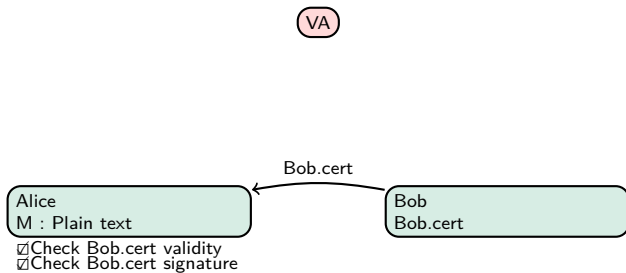 VA
Bob.cert
Alice
M : Plain text
Bob
Bob.cert
☑Check Bob.cert validity
☑Check Bob.cert signature